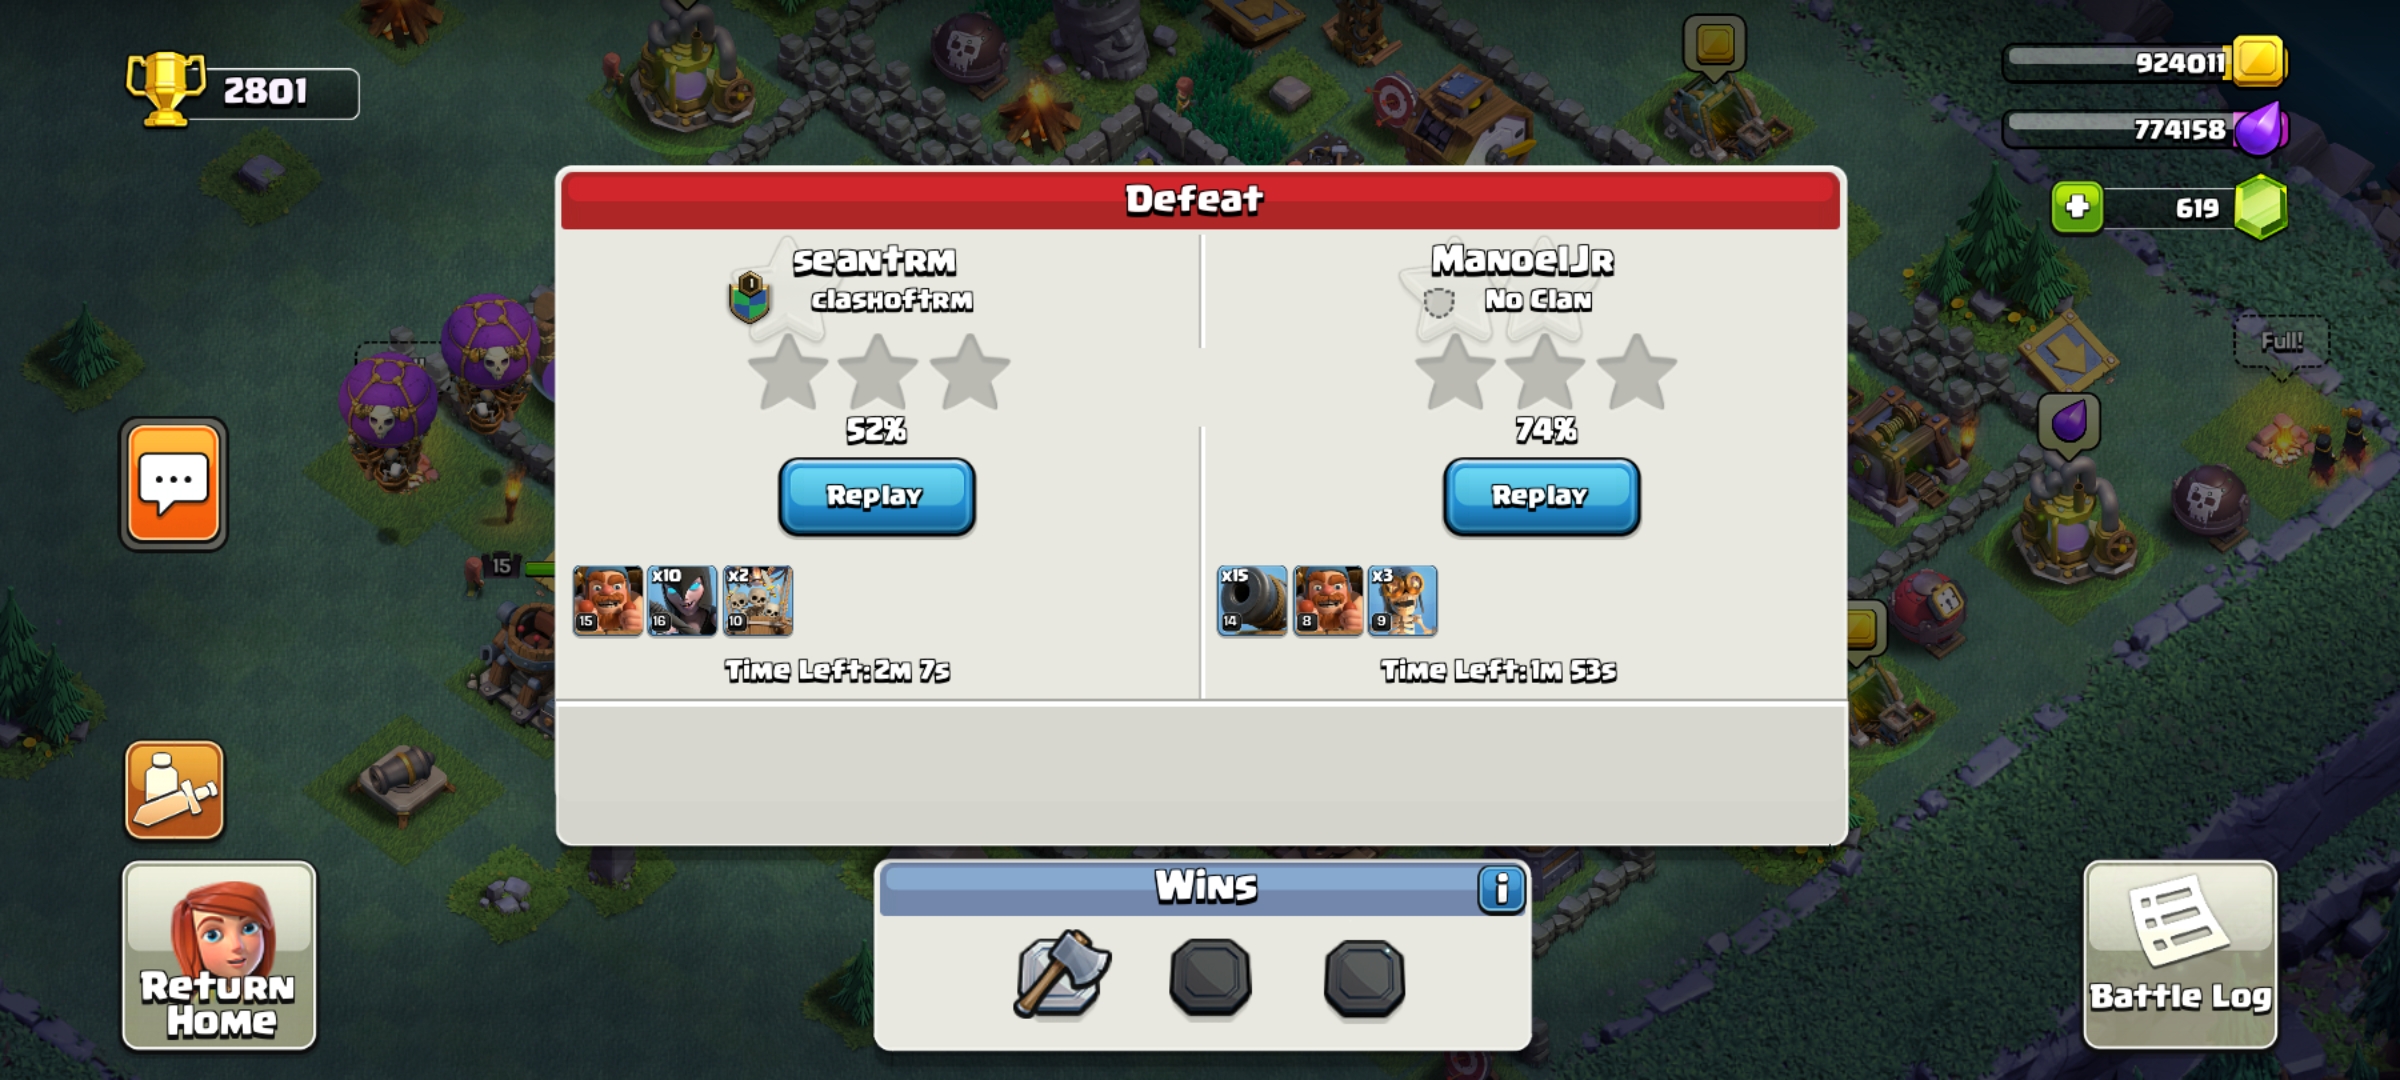 2801
924011
774158
619
Defeat
seantrm
clashoftrm
1
ManoelJr
No Clan
52%
74%
Replay
Replay
Full!
15
15
x10
16
x2
10
x15
14
8
x3
9
Time Left: 2m 7s
Time Left: 1m 53s
Wins
i
Return
Home
Battle Log